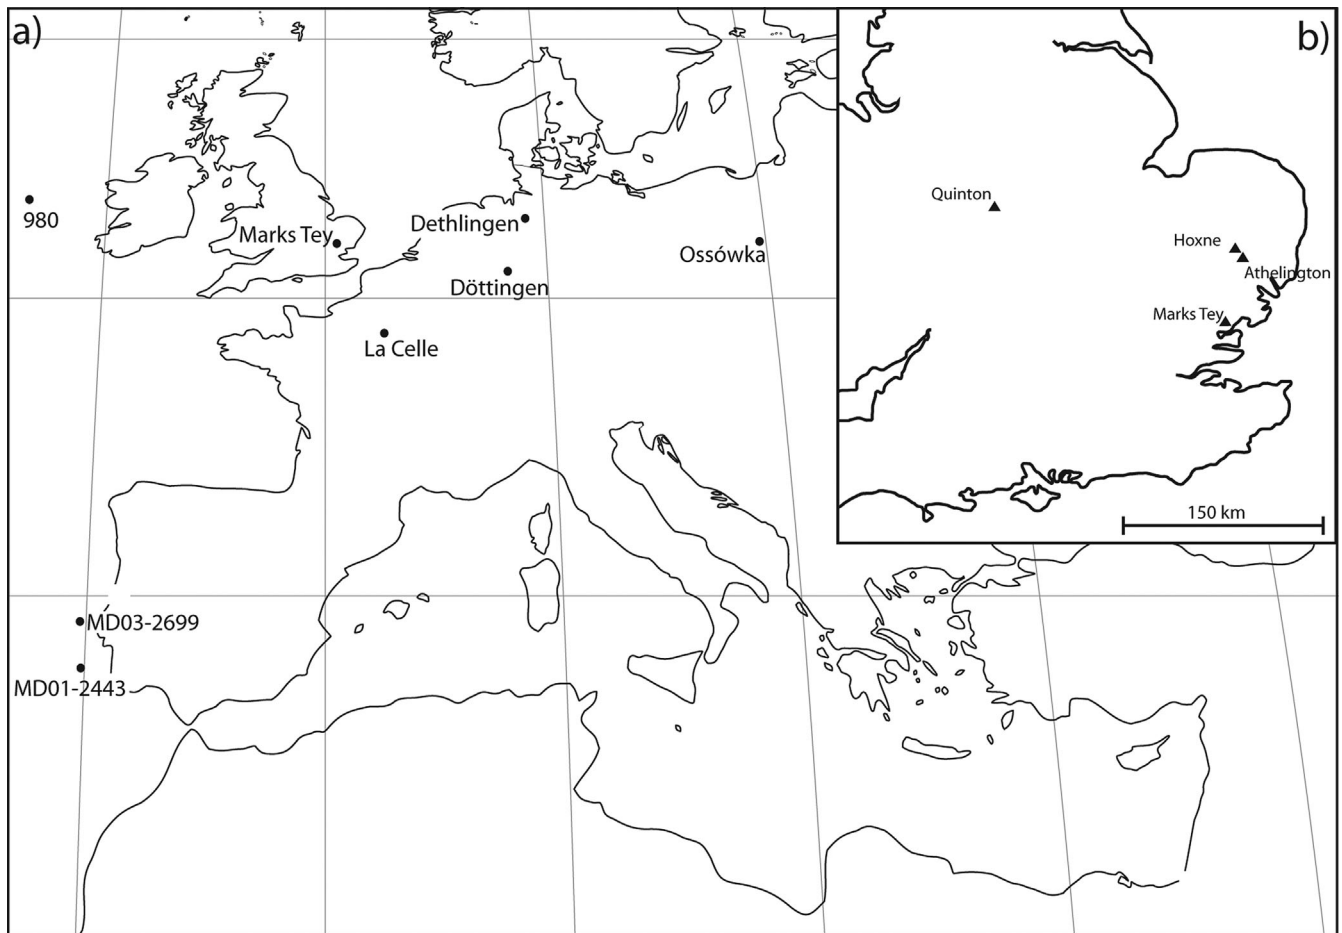 a)
b)
980
Marks Tey
Dethlingen
Döttingen
Ossówka
La Celle
MD03-2699
MD01-2443
Quinton
Hoxne
Athelington
Marks Tey
150 km